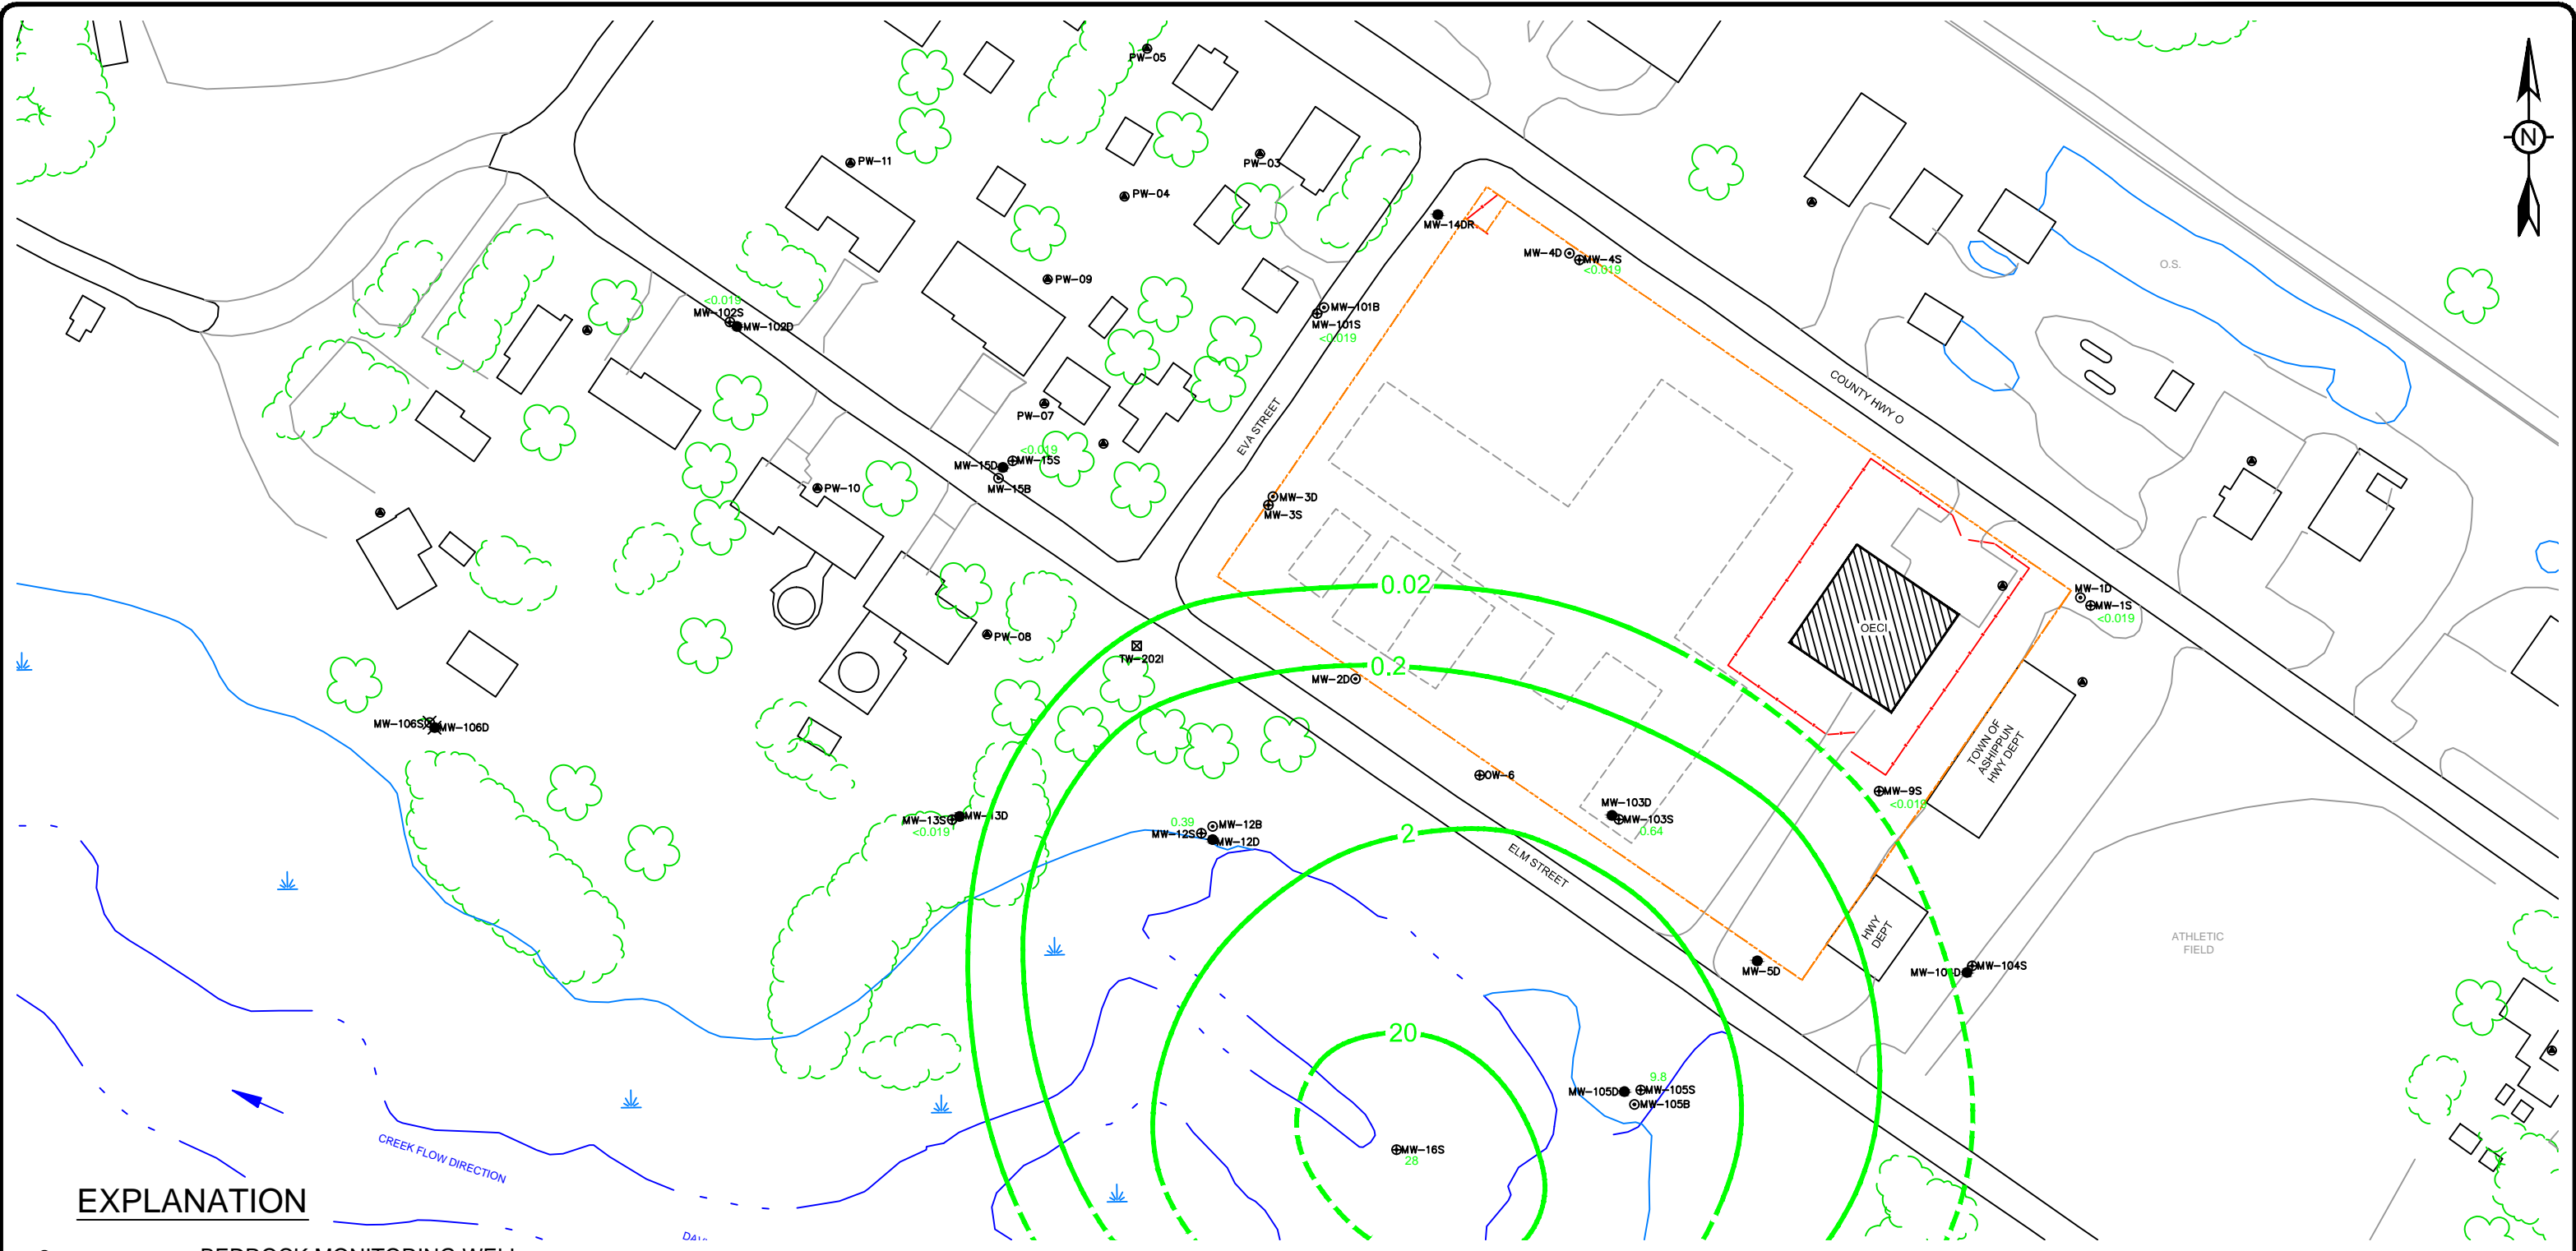 PW-05
N
PW-11
PW-03
PW-04
MW-14DR
MW-4D
MW-4S
<0.019
O.S.
PW-09
<0.019
MW-102S
MW-102D
MW-101B
MW-101S
<0.019
COUNTY HWY O
EVA STREET
PW-07
<0.019
MW-15D
MW-15S
MW-15B
PW-10
MW-3D
MW-3S
0.02
MW-1D
MW-1S
<0.019
OECI
PW-08
TW-202I
0.2
MW-2D
MW-106S
MW-106D
TOWN OF
ASHIPPUN
HWY DEPT
OW-6
MW-9S
<0.019
MW-13S
MW-13D
<0.019
0.39
MW-12B
MW-12S
MW-12D
2
MW-103D
MW-103S
0.64
ELM STREET
HWY
DEPT
ATHLETIC
FIELD
MW-5D
MW-104S
20
9.8
MW-105D
MW-105S
MW-105B
MW-16S
28
CREEK FLOW DIRECTION
EXPLANATION
BEDROCK MONITORING WELL